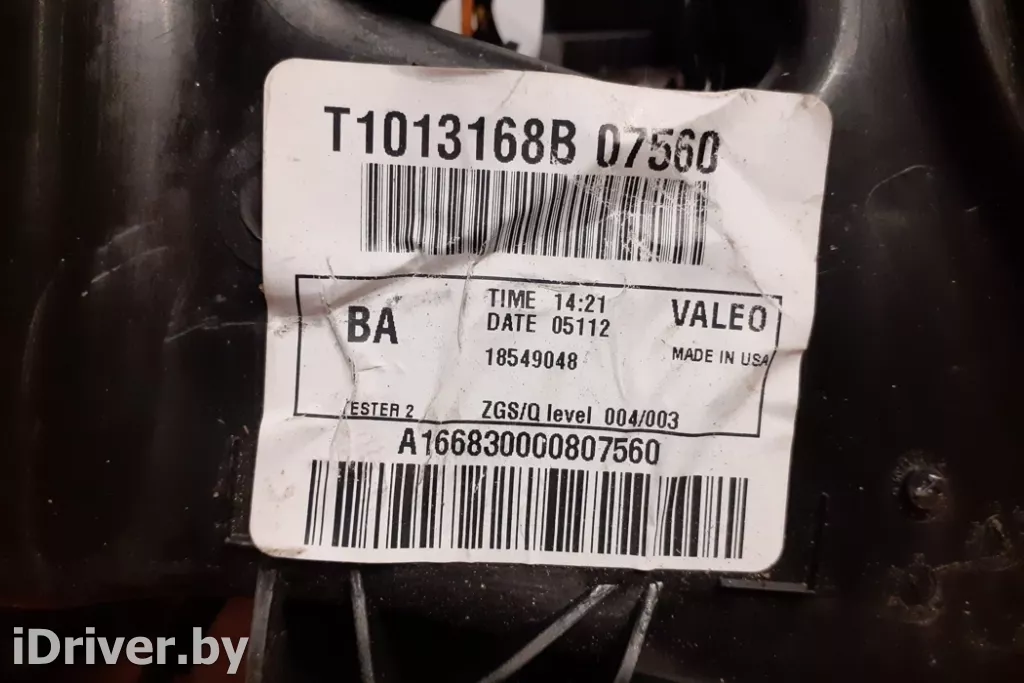 T1013168B 07560
BA
TIME 14:21
DATE 05112
18549048
VALEO
MADE IN USA
ESTER 2
ZGS/Q level 004/003
A166830000807560
iDriver.by